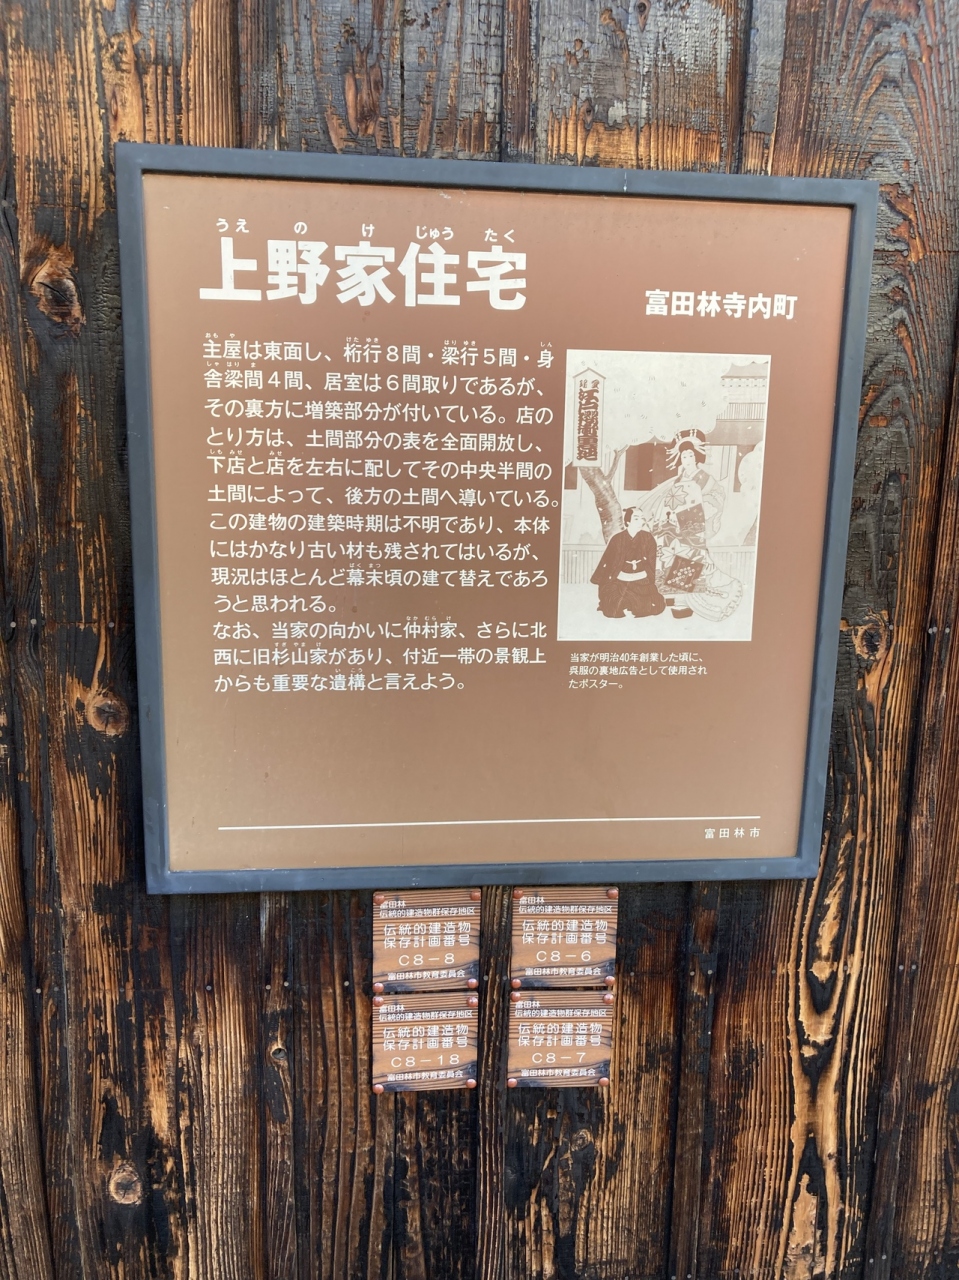 うえのけじゅうたく
上野家住宅
富田林寺内町
主屋は東面し、桁行8間・梁行5間・身
舎梁間4間、居室は6間取りであるが、
その裏方に増築部分が付いている。店の
とり方は、土間部分の表を全面開放し、
下店と店を左右に配してその中央半間の
土間によって、後方の土間へ導いている。
この建物の建築時期は不明であり、本体
にはかなり古い材も残されてはいるが、
現況はほとんど幕末頃の建て替えであろ
うと思われる。
なお、当家の向かいに仲村家、さらに北
西に旧杉山家があり、付近一帯の景観上
からも重要な遺構と言えよう。
当家が明治40年創業した頃に、
呉服の裏地広告として使用され
たポスター。
富田林市
富田林
伝統的建造物群保存地区
伝統的建造物
保存計画番号
C8-8
富田林市教育委員会
富田林
伝統的建造物群保存地区
伝統的建造物
保存計画番号
C8-6
富田林市教育委員会
富田林
伝統的建造物群保存地区
伝統的建造物
保存計画番号
C8-18
富田林市教育委員会
富田林
伝統的建造物群保存地区
伝統的建造物
保存計画番号
C8-7
富田林市教育委員会